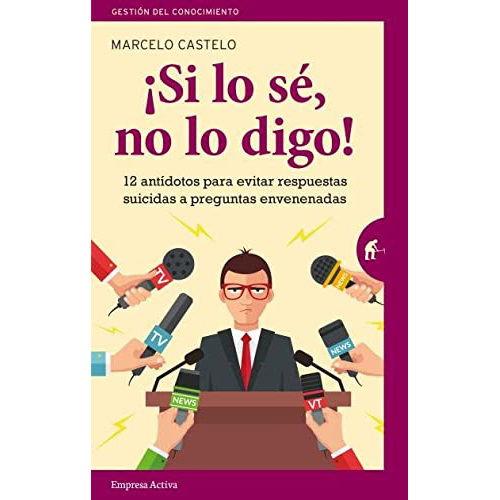 GESTIÓN DEL CONOCIMIENTO
MARCELO CASTELO
¡Si lo sé,
no lo digo!
12 antídotos para evitar respuestas
suicidas a preguntas envenenadas
TV
TV
NEWS
NEWS
VT
Empresa Activa